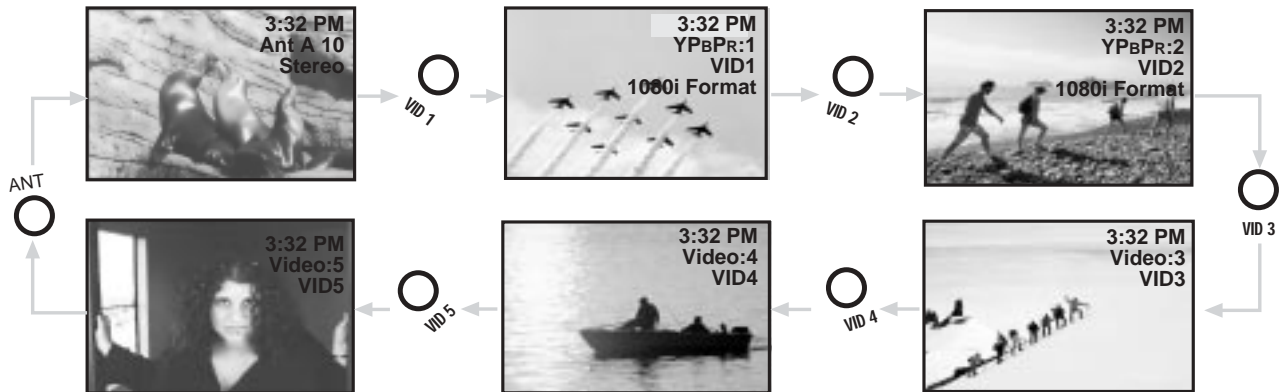 3:32 PM
Ant A 10
Stereo
VID 1
3:32 PM
YPBPR:1
VID1
1080i Format
VID 2
3:32 PM
YPBPR:2
VID2
1080i Format
VID 3
3:32 PM
Video:3
VID3
VID 4
3:32 PM
Video:4
VID4
VID 5
3:32 PM
Video:5
VID5
ANT